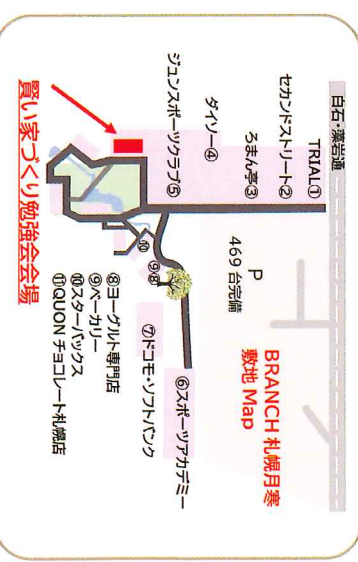 白石・藻岩通
TRIAL①
セカンドストリート②
ろまん亭③
ダイソー④
ジュンスポーツクラブ⑤
P
469 台完備
BRANCH 札幌月寒
敷地 Map
⑥スポーツアカデミー
⑦ドコモ・ソフトバンク
⑧
⑨
⑩
⑧ヨーグルト専門店
⑨ベーカリー
⑩スターバックス
⑪QUON チョコレート札幌店
賢い家づくり勉強会会場